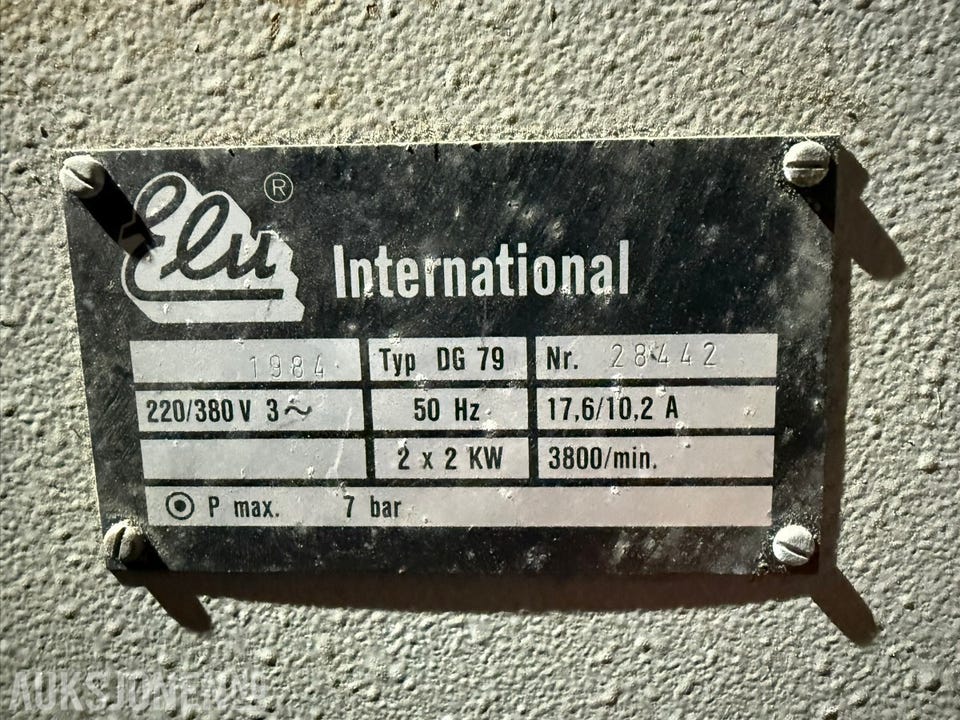 Elu ®
International
1984 Typ DG 79 Nr. 28442
220/380 V 3~ 50 Hz 17,6/10,2 A
2 x 2 KW 3800/min.
P max. 7 bar